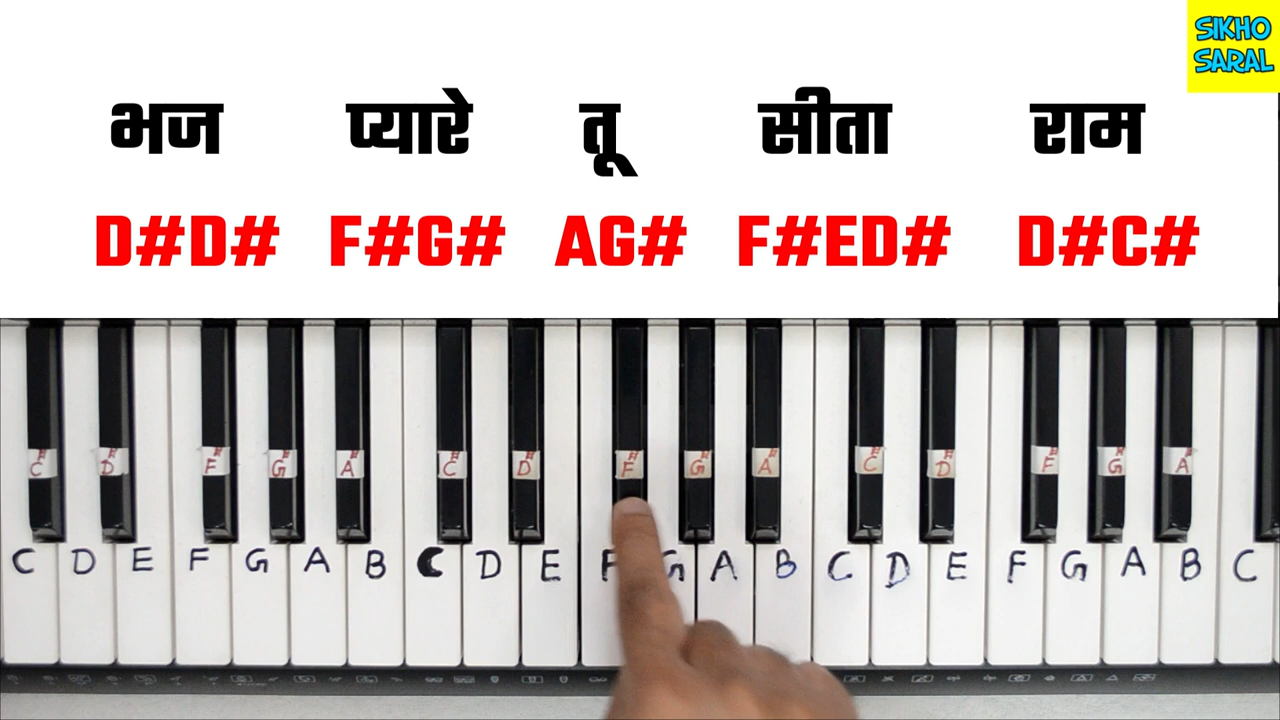 SIKHO
SARAL
भज प्यारे तू सीता राम
D#D# F#G# AG# F#ED# D#C#
C# D# F# G# A# C# D# F# G# A# C# D# F# G# A#
C D E F G A B C D E F G A B C D E F G A B C